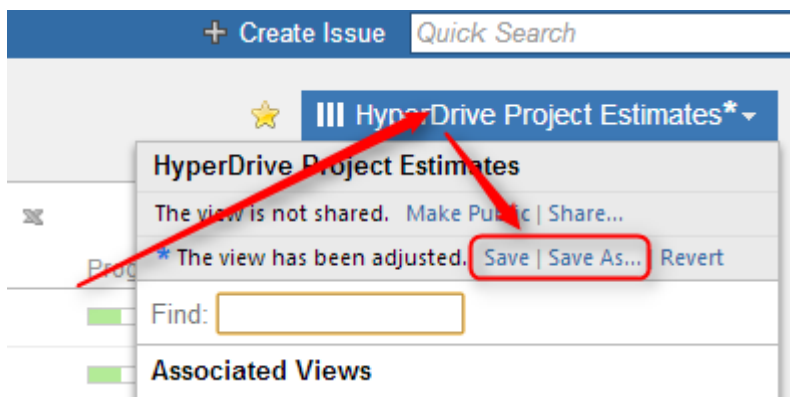 Create Issue Quick Search
HyperDrive Project Estimates*
HyperDrive Project Estimates
The view is not shared. Make Public | Share...
* The view has been adjusted. Save | Save As... | Revert
Prog
Find:
Associated Views